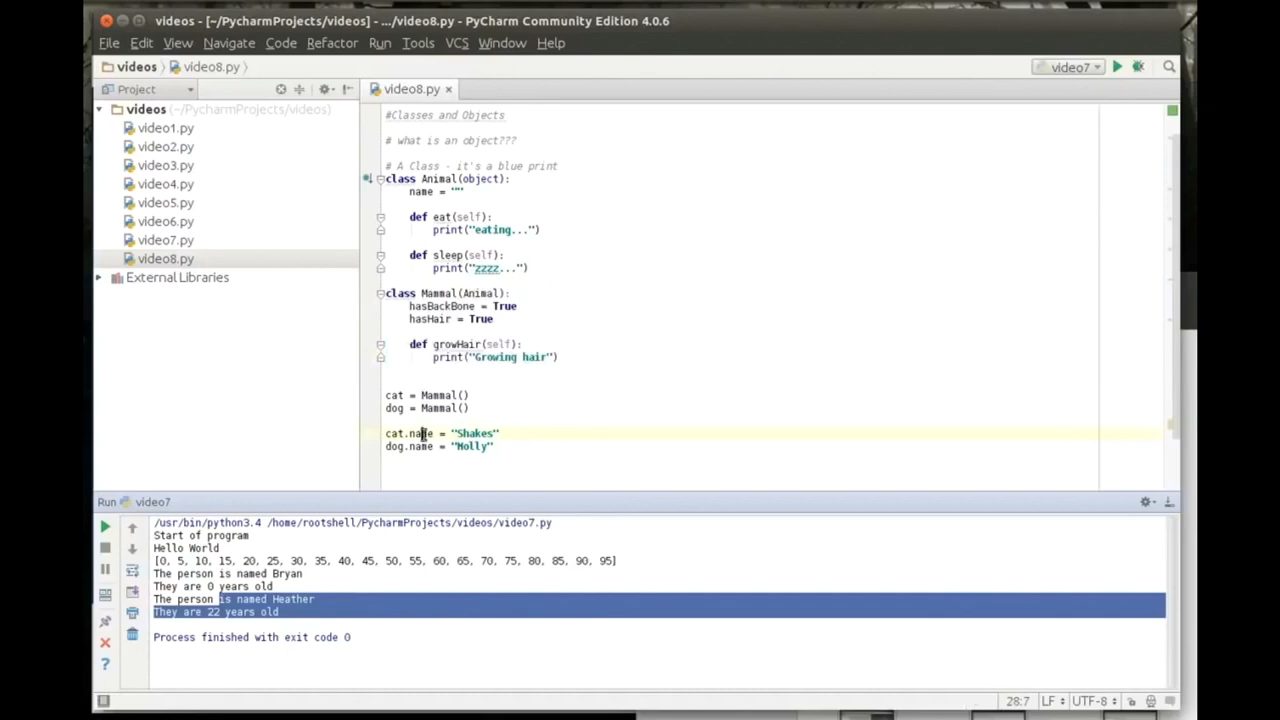 videos - [~/PycharmProjects/videos] - .../video8.py - PyCharm Community Edition 4.0.6
File Edit View Navigate Code Refactor Run Tools VCS Window Help
videos video8.py video7
Project video8.py
videos (~/PycharmProjects/videos)
video1.py
video2.py
video3.py
video4.py
video5.py
video6.py
video7.py
video8.py
External Libraries
#Classes and Objects
# what is an object???
# A Class - it's a blue print
class Animal(object):
name = ""
def eat(self):
print("eating...")
def sleep(self):
print("zzzz...")
class Mammal(Animal):
hasBackBone = True
hasHair = True
def growHair(self):
print("Growing hair")
cat = Mammal()
dog = Mammal()
cat.name = "Shakes"
dog.name = "Molly"
Run video7
/usr/bin/python3.4 /home/rootshell/PycharmProjects/videos/video7.py
Start of program
Hello World
[0, 5, 10, 15, 20, 25, 30, 35, 40, 45, 50, 55, 60, 65, 70, 75, 80, 85, 90, 95]
The person is named Bryan
They are 0 years old
The person is named Heather
They are 22 years old
Process finished with exit code 0
28:7 LF UTF-8